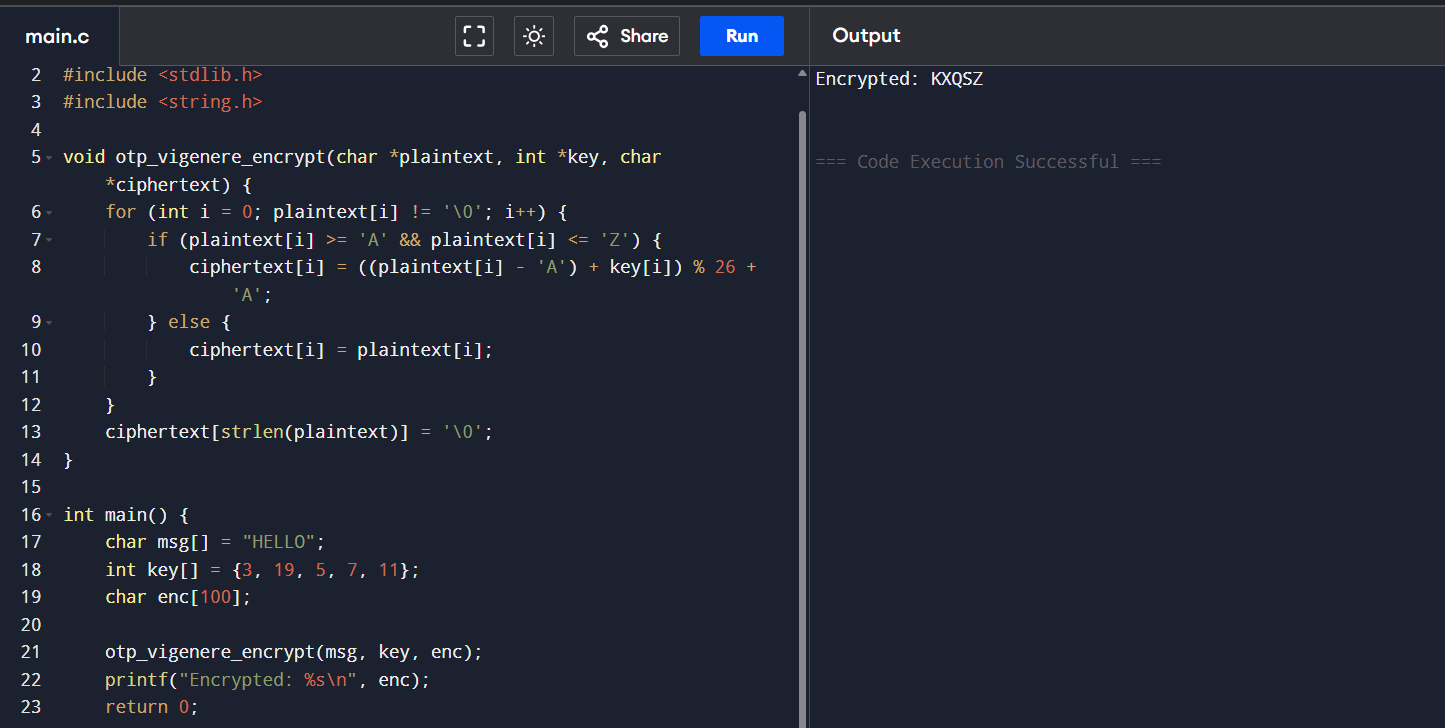 main.c
Share
Run
Output
2 #include <stdlib.h>
3 #include <string.h>
4
5 void otp_vigenere_encrypt(char *plaintext, int *key, char
*ciphertext) {
6 for (int i = 0; plaintext[i] != '\0'; i++) {
7 if (plaintext[i] >= 'A' && plaintext[i] <= 'Z') {
8 ciphertext[i] = ((plaintext[i] - 'A') + key[i]) % 26 +
'A';
9 } else {
10 ciphertext[i] = plaintext[i];
11 }
12 }
13 ciphertext[strlen(plaintext)] = '\0';
14 }
15
16 int main() {
17 char msg[] = "HELLO";
18 int key[] = {3, 19, 5, 7, 11};
19 char enc[100];
20
21 otp_vigenere_encrypt(msg, key, enc);
22 printf("Encrypted: %s\n", enc);
23 return 0;
Encrypted: KXQSZ
=== Code Execution Successful ===